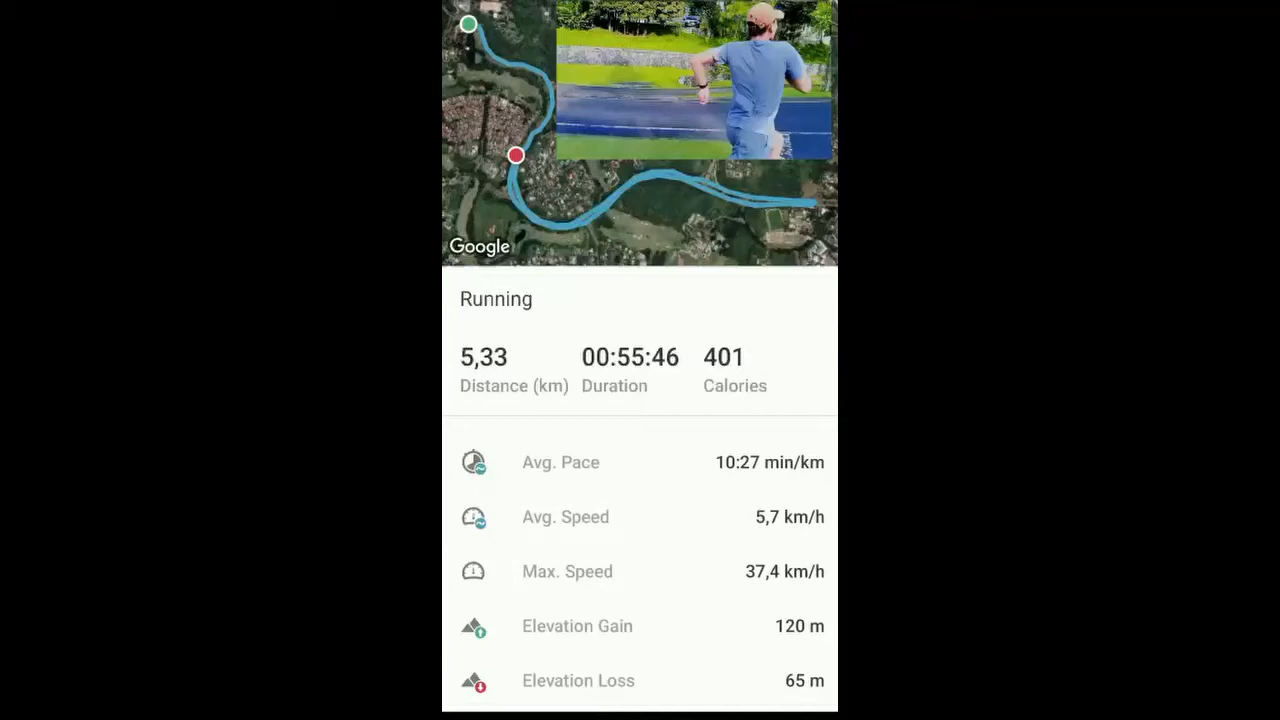 Google
Running
5,33 00:55:46 401
Distance (km) Duration Calories
Avg. Pace 10:27 min/km
Avg. Speed 5,7 km/h
Max. Speed 37,4 km/h
Elevation Gain 120 m
Elevation Loss 65 m